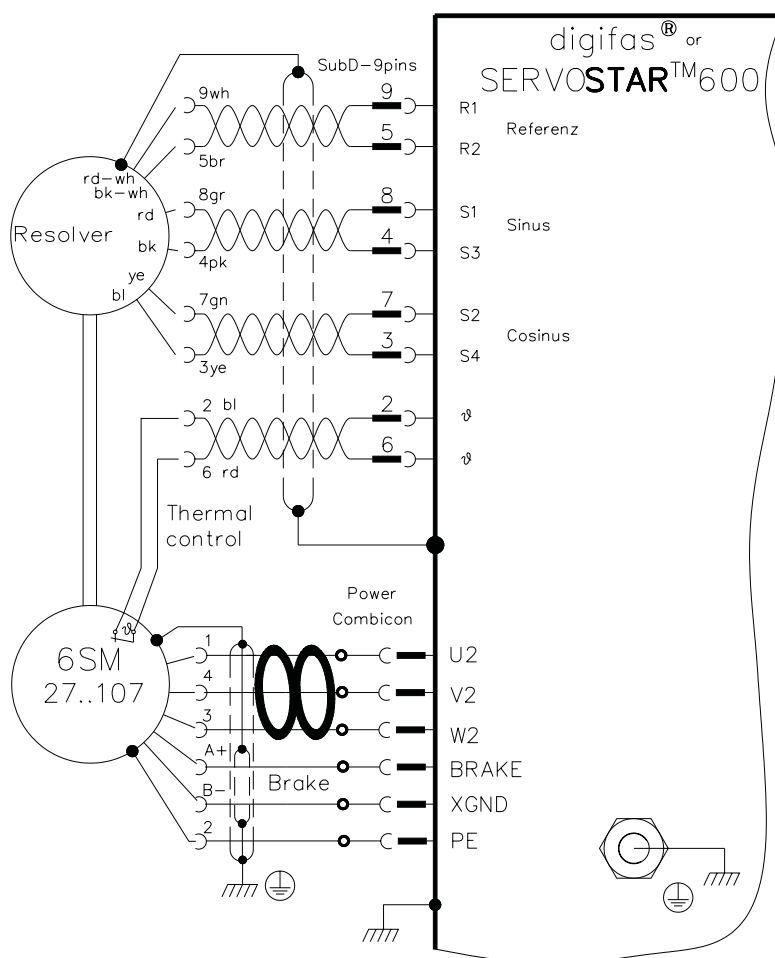 digifas® or
SERVOSTAR™600
SubD-9pins
9wh
9
R1
Referenz
5br
5
R2
rd-wh
bk-wh
8gr
8
S1
rd
Sinus
Resolver
bk
4pk
4
S3
ye
bl
7gn
7
S2
Cosinus
3ye
3
S4
2 bl
2
ϑ
6 rd
6
ϑ
Thermal
control
Power
Combicon
ϑ
6SM
27..107
1
U2
4
V2
3
W2
A+
Brake
BRAKE
B-
XGND
2
PE